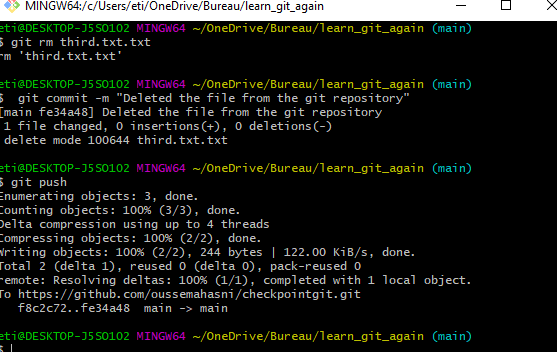 MINGW64:/c/Users/eti/OneDrive/Bureau/learn_git_again
eti@DESKTOP-J5SO1O2 MINGW64 ~/OneDrive/Bureau/learn_git_again (main)
$ git rm third.txt.txt
rm 'third.txt.txt'
eti@DESKTOP-J5SO1O2 MINGW64 ~/OneDrive/Bureau/learn_git_again (main)
$  git commit -m "Deleted the file from the git repository"
[main fe34a48] Deleted the file from the git repository
1 file changed, 0 insertions(+), 0 deletions(-)
delete mode 100644 third.txt.txt
eti@DESKTOP-J5SO1O2 MINGW64 ~/OneDrive/Bureau/learn_git_again (main)
$ git push
Enumerating objects: 3, done.
Counting objects: 100% (3/3), done.
Delta compression using up to 4 threads
Compressing objects: 100% (2/2), done.
Writing objects: 100% (2/2), 244 bytes | 122.00 KiB/s, done.
Total 2 (delta 1), reused 0 (delta 0), pack-reused 0
remote: Resolving deltas: 100% (1/1), completed with 1 local object.
To https://github.com/oussemahasni/checkpointgit.git
   f8c2c72..fe34a48  main -> main
eti@DESKTOP-J5SO1O2 MINGW64 ~/OneDrive/Bureau/learn_git_again (main)
$